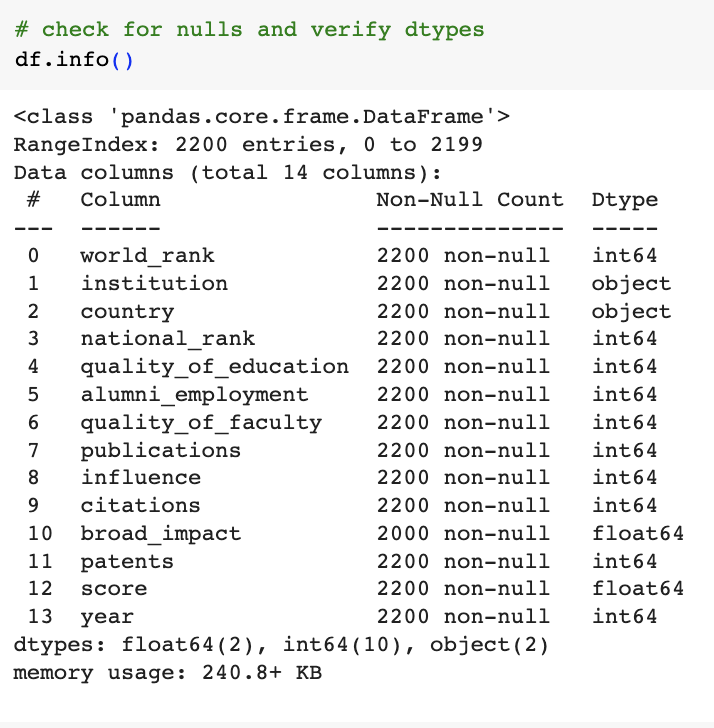 # check for nulls and verify dtypes
df.info()
<class 'pandas.core.frame.DataFrame'>
RangeIndex: 2200 entries, 0 to 2199
Data columns (total 14 columns):
 #   Column                Non-Null Count  Dtype
---  ------                --------------  -----
 0   world_rank            2200 non-null   int64
 1   institution           2200 non-null   object
 2   country               2200 non-null   object
 3   national_rank         2200 non-null   int64
 4   quality_of_education  2200 non-null   int64
 5   alumni_employment     2200 non-null   int64
 6   quality_of_faculty    2200 non-null   int64
 7   publications          2200 non-null   int64
 8   influence             2200 non-null   int64
 9   citations             2200 non-null   int64
 10  broad_impact          2000 non-null   float64
 11  patents               2200 non-null   int64
 12  score                 2200 non-null   float64
 13  year                  2200 non-null   int64
dtypes: float64(2), int64(10), object(2)
memory usage: 240.8+ KB